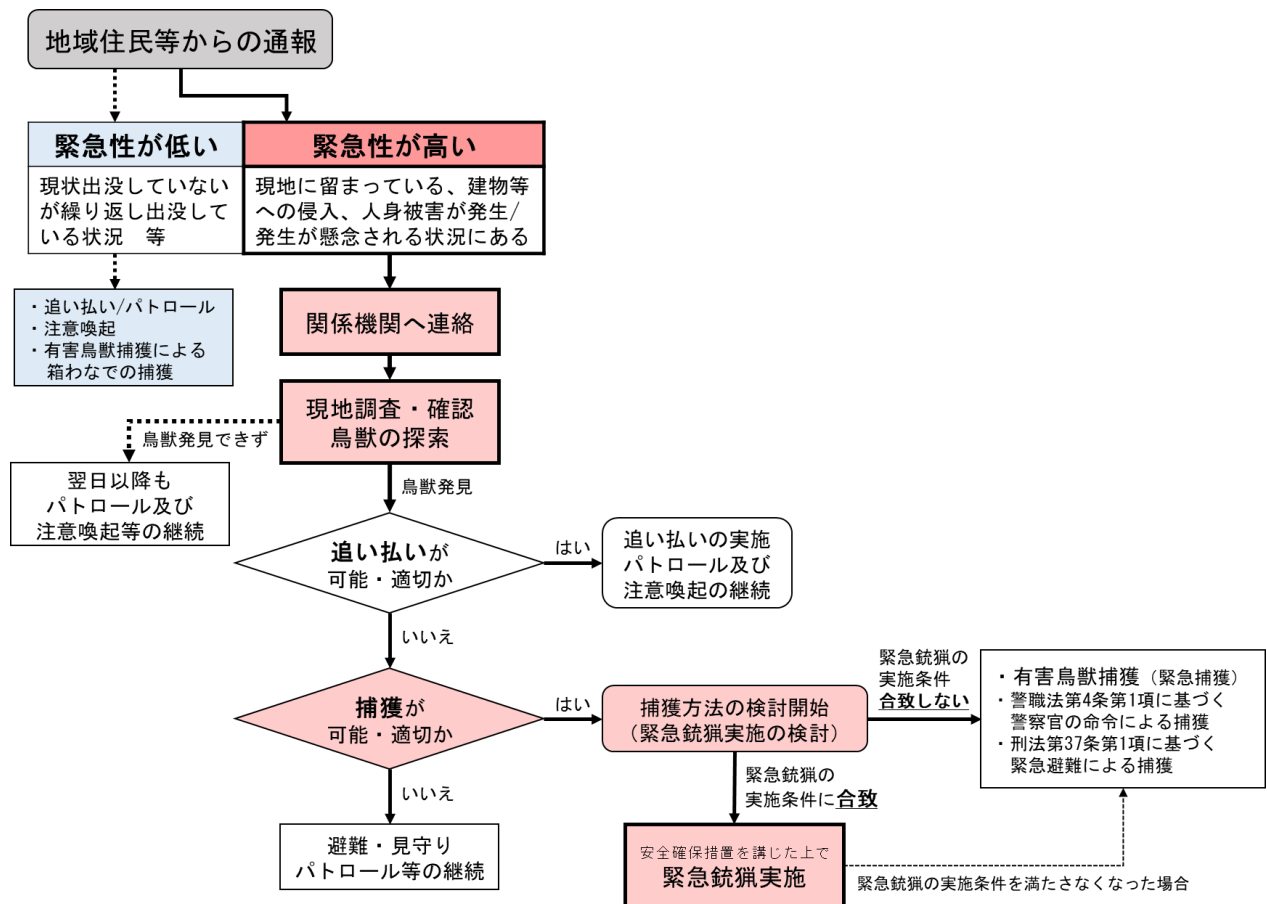 地域住民等からの通報
緊急性が低い
現状出没していない
が繰り返し出没して
いる状況　等
緊急性が高い
現地に留まっている、建物等
への侵入、人身被害が発生/
発生が懸念される状況にある
・追い払い/パトロール
・注意喚起
・有害鳥獣捕獲による
箱わなでの捕獲
関係機関へ連絡
現地調査・確認
鳥獣の探索
鳥獣発見できず
翌日以降も
パトロール及び
注意喚起等の継続
鳥獣発見
追い払いが
可能・適切か
はい
追い払いの実施
パトロール及び
注意喚起の継続
いいえ
捕獲が
可能・適切か
はい
捕獲方法の検討開始
（緊急銃猟実施の検討）
緊急銃猟の
実施条件
合致しない
・有害鳥獣捕獲（緊急捕獲）
・警職法第4条第1項に基づく
警察官の命令による捕獲
・刑法第37条第1項に基づく
緊急避難による捕獲
いいえ
避難・見守り
パトロール等の継続
緊急銃猟の
実施条件に合致
安全確保措置を講じた上で
緊急銃猟実施
緊急銃猟の実施条件を満たさなくなった場合